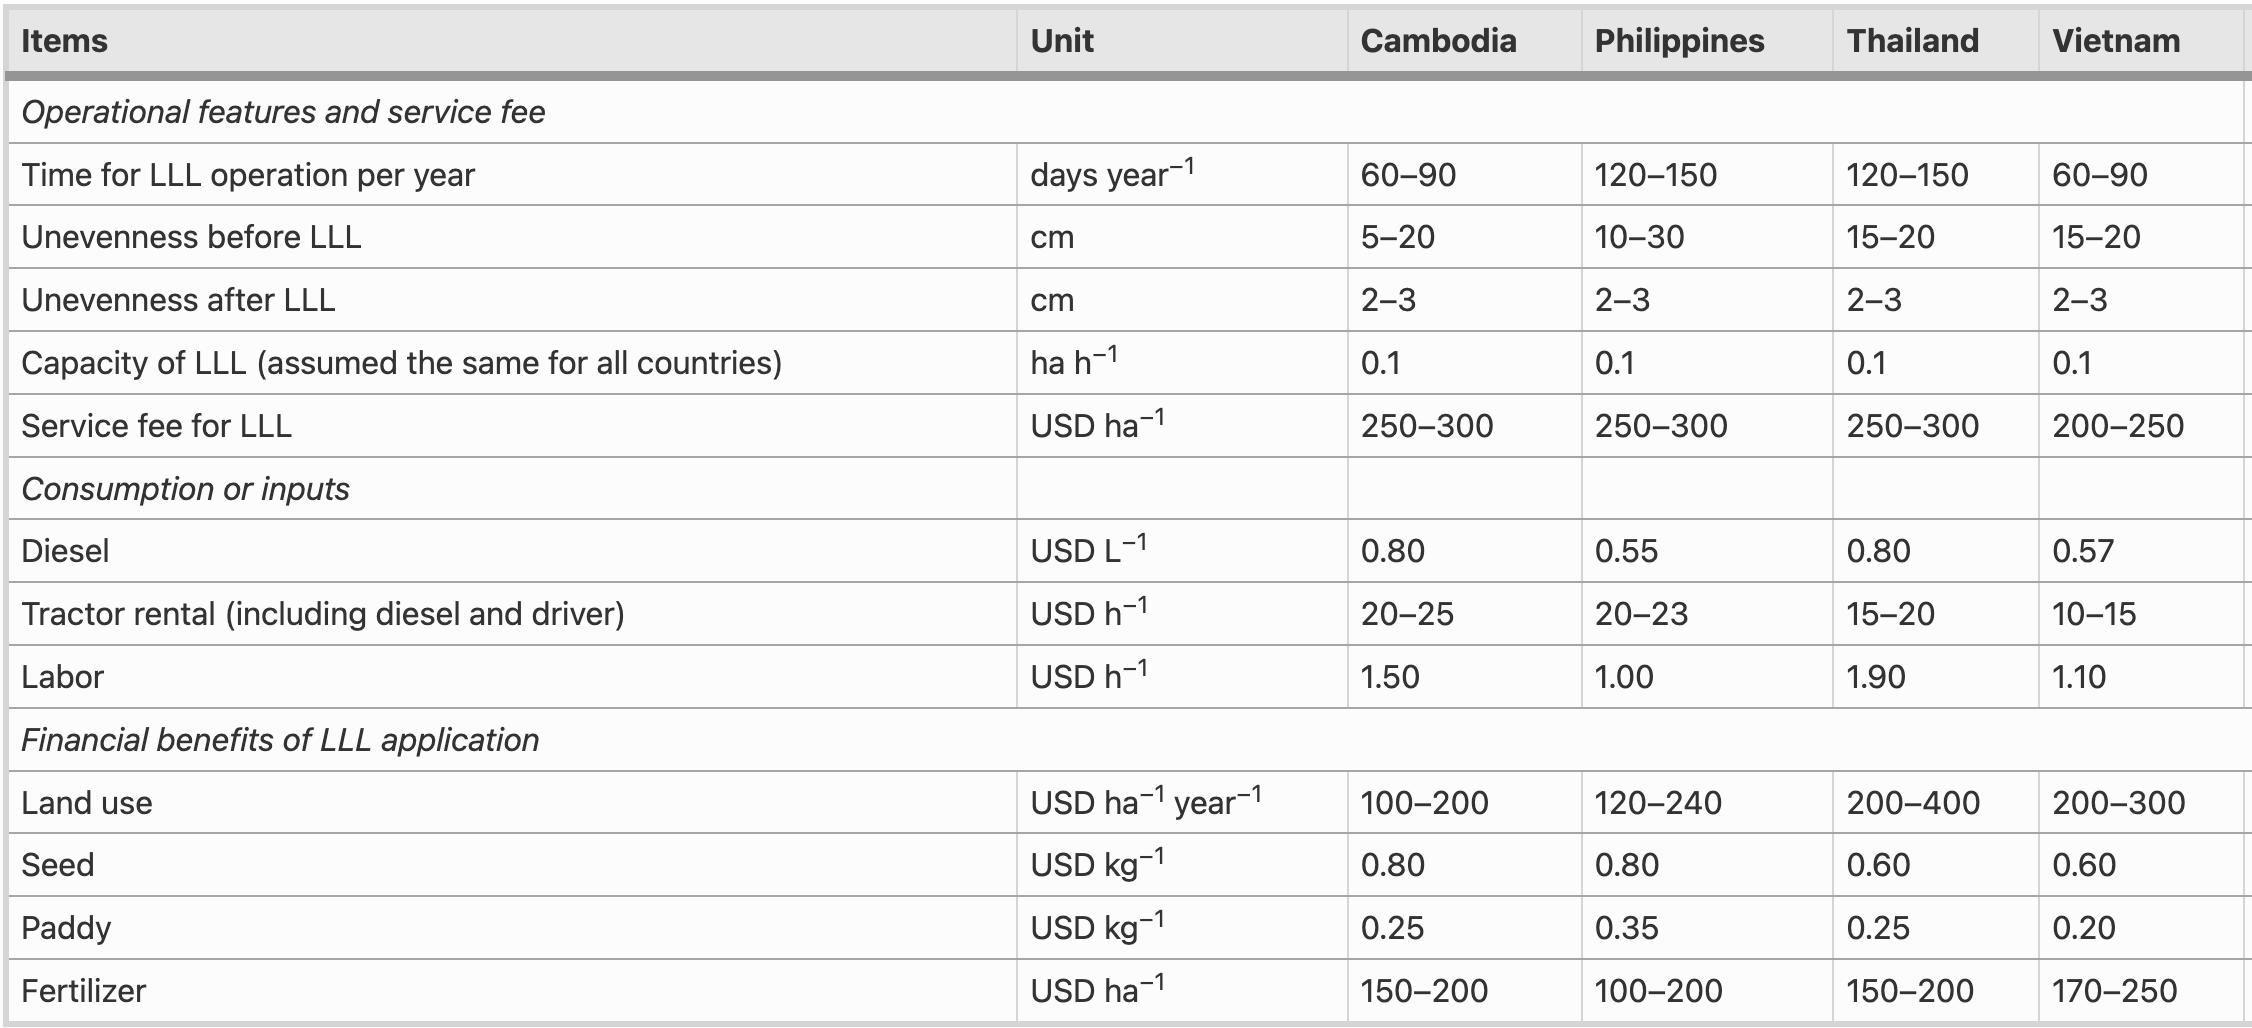 Items Unit Cambodia Philippines Thailand Vietnam
Operational features and service fee
Time for LLL operation per year days year⁻¹ 60–90 120–150 120–150 60–90
Unevenness before LLL cm 5–20 10–30 15–20 15–20
Unevenness after LLL cm 2–3 2–3 2–3 2–3
Capacity of LLL (assumed the same for all countries) ha h⁻¹ 0.1 0.1 0.1 0.1
Service fee for LLL USD ha⁻¹ 250–300 250–300 250–300 200–250
Consumption or inputs
Diesel USD L⁻¹ 0.80 0.55 0.80 0.57
Tractor rental (including diesel and driver) USD h⁻¹ 20–25 20–23 15–20 10–15
Labor USD h⁻¹ 1.50 1.00 1.90 1.10
Financial benefits of LLL application
Land use USD ha⁻¹ year⁻¹ 100–200 120–240 200–400 200–300
Seed USD kg⁻¹ 0.80 0.80 0.60 0.60
Paddy USD kg⁻¹ 0.25 0.35 0.25 0.20
Fertilizer USD ha⁻¹ 150–200 100–200 150–200 170–250